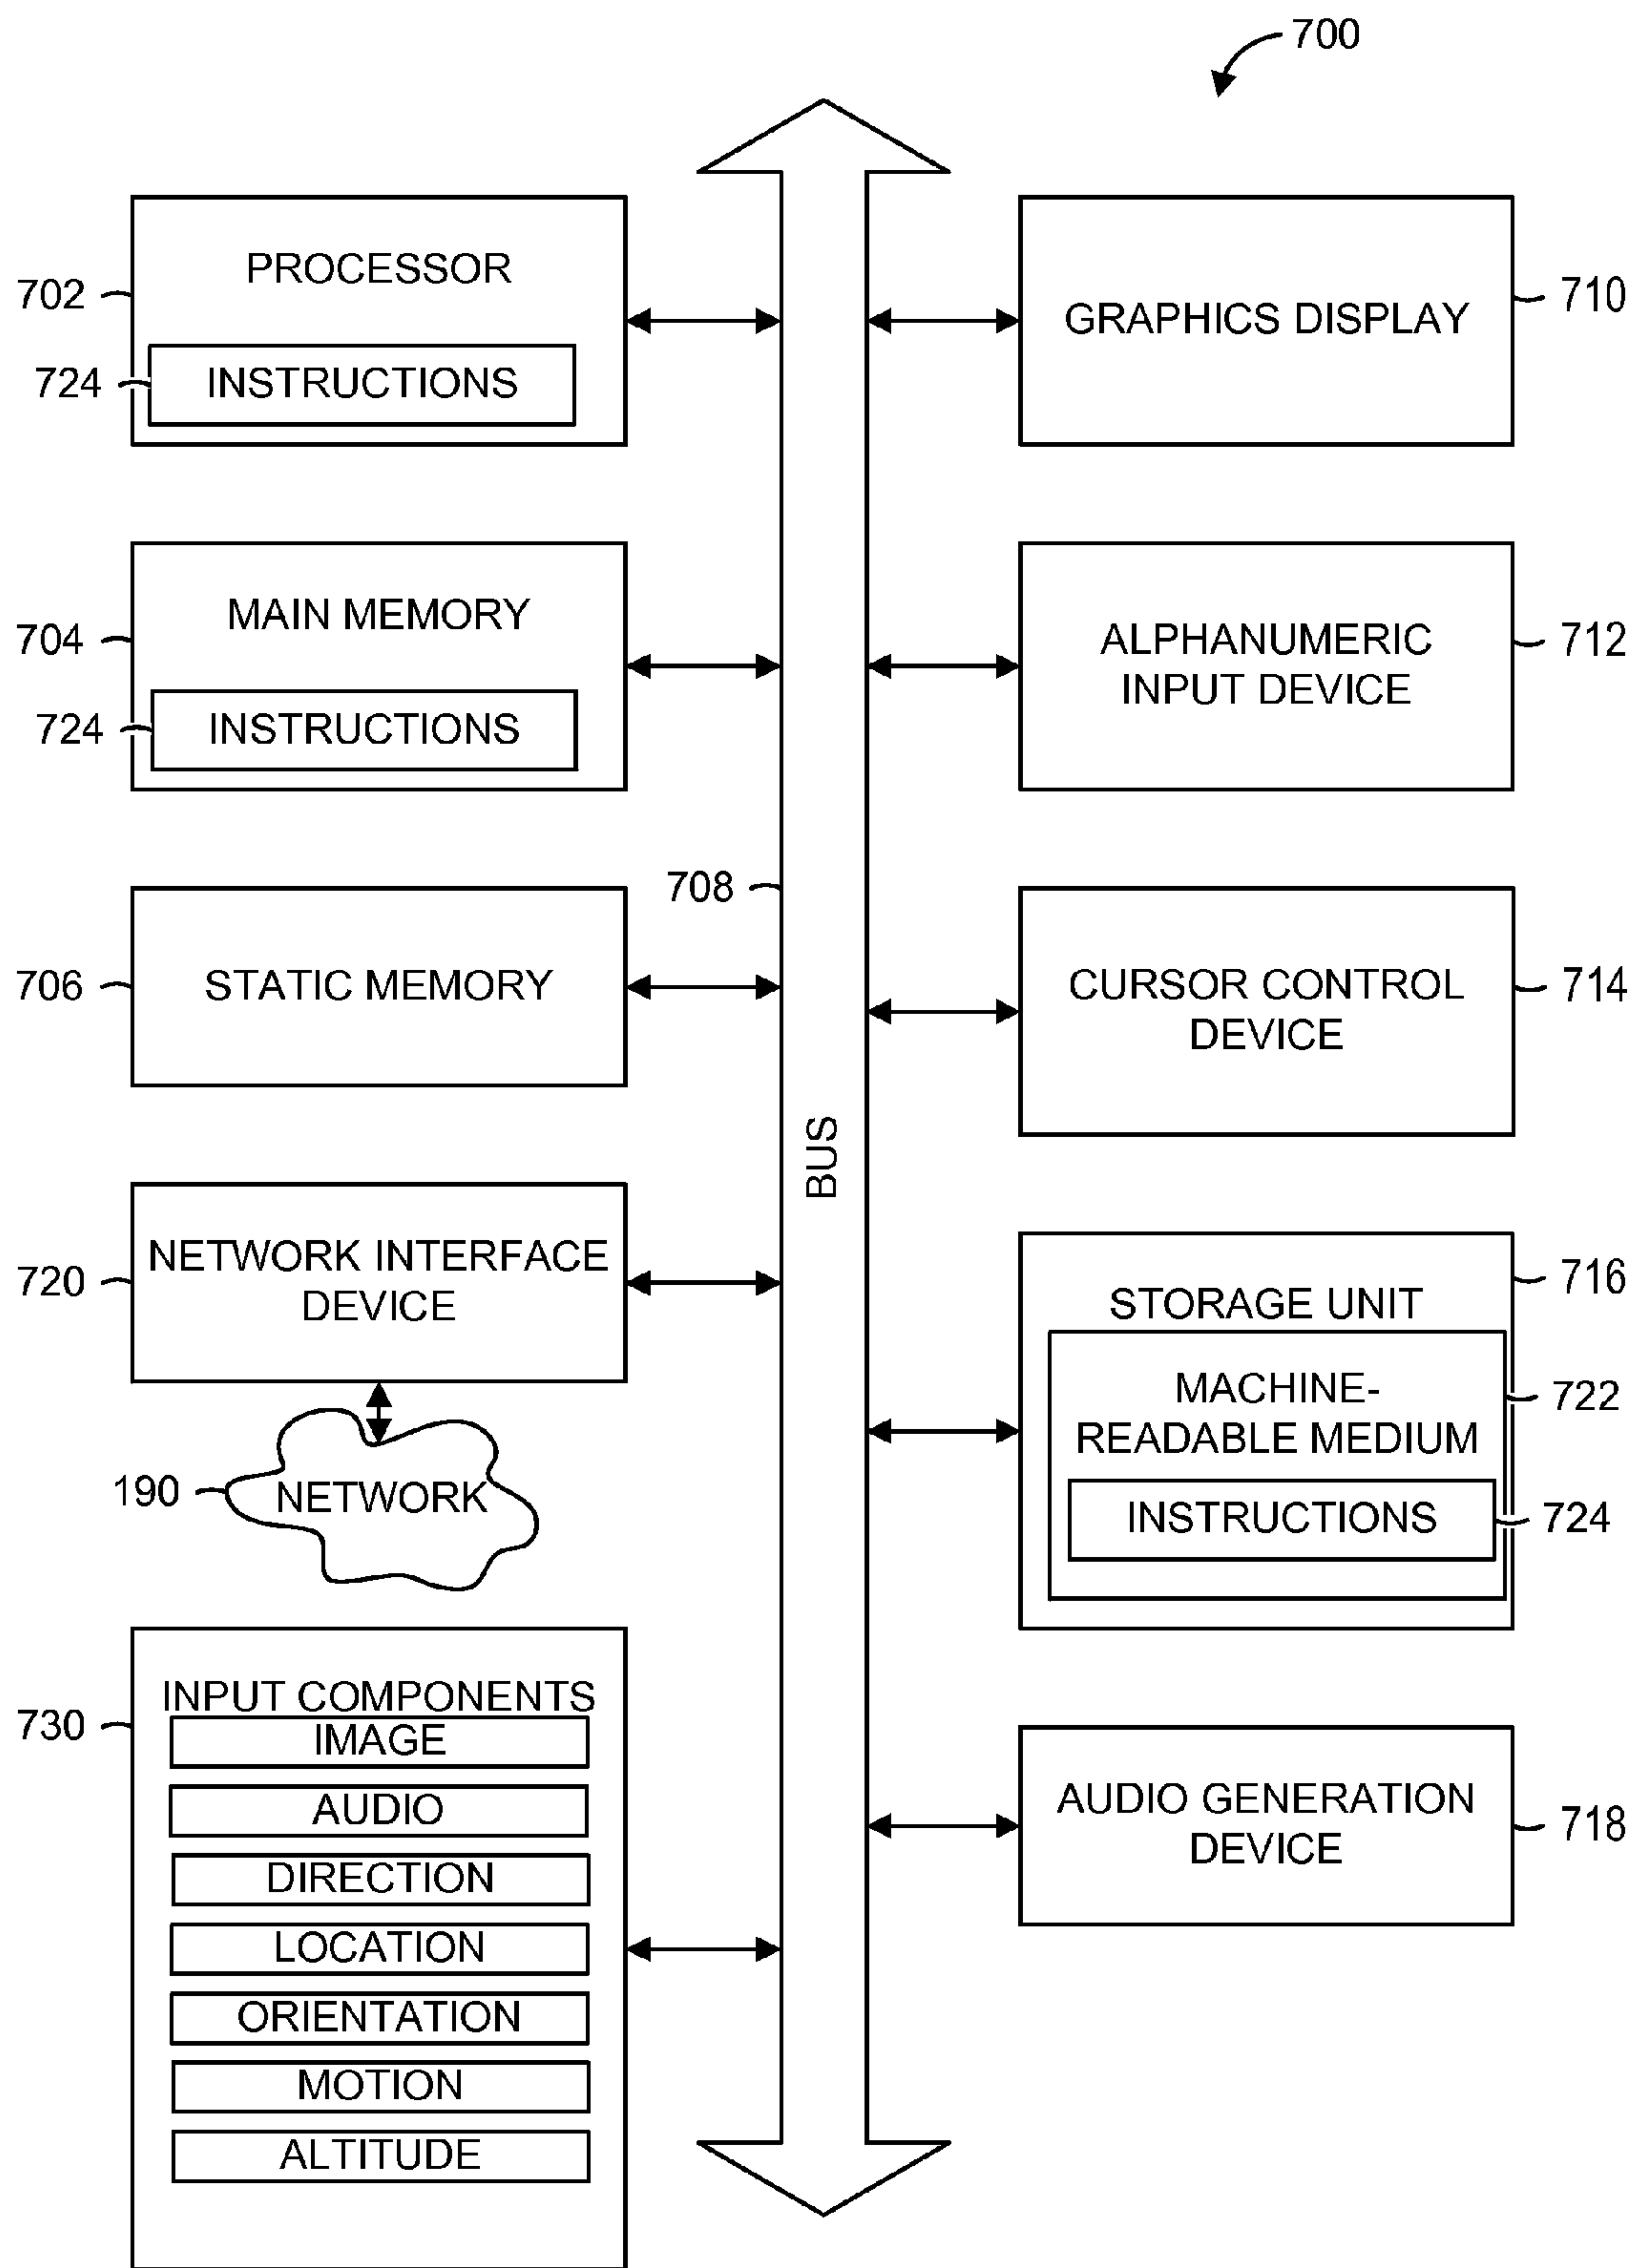 700
PROCESSOR
702
724
INSTRUCTIONS
GRAPHICS DISPLAY
710
MAIN MEMORY
704
724
INSTRUCTIONS
ALPHANUMERIC
INPUT DEVICE
712
708
706
STATIC MEMORY
CURSOR CONTROL
DEVICE
714
BUS
NETWORK INTERFACE
DEVICE
720
190
NETWORK
STORAGE UNIT
716
MACHINE-
READABLE MEDIUM
722
INSTRUCTIONS
724
INPUT COMPONENTS
730
IMAGE
AUDIO
DIRECTION
LOCATION
ORIENTATION
MOTION
ALTITUDE
AUDIO GENERATION
DEVICE
718